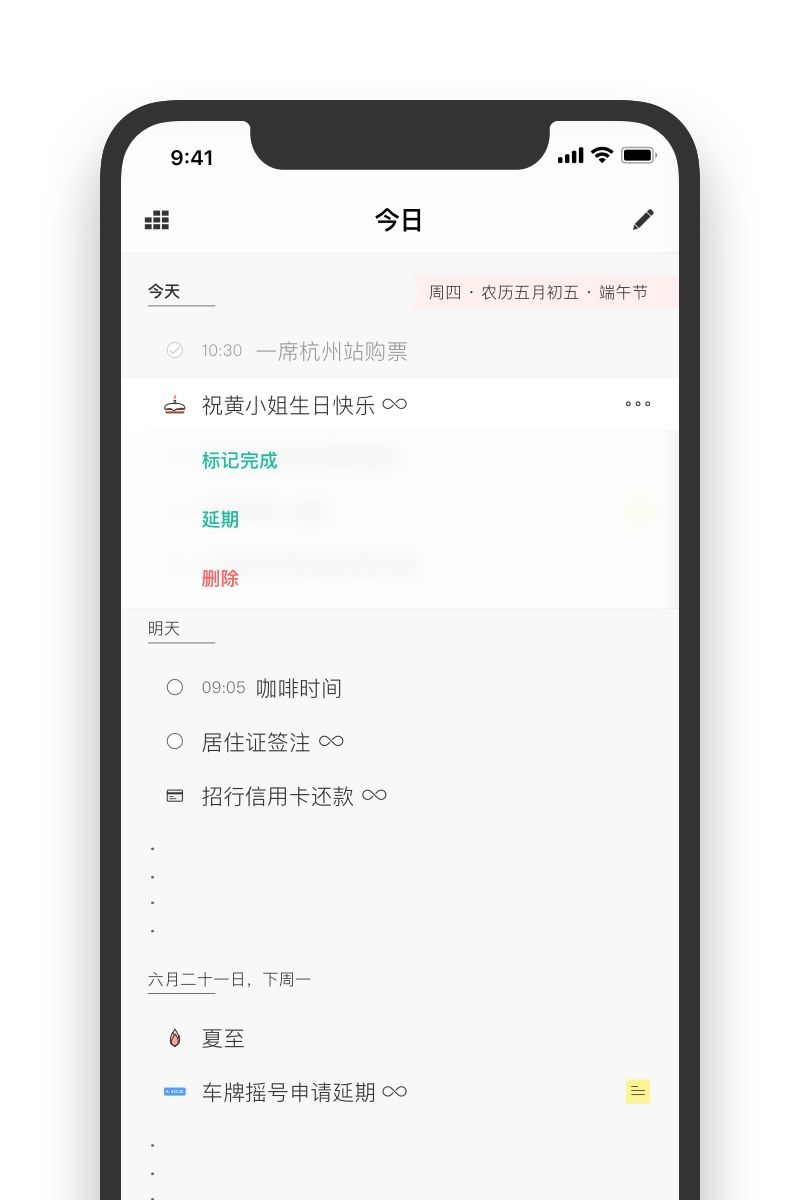 9:41
今日
今天
周四 · 农历五月初五 · 端午节
10:30 一席杭州站购票
祝黄小姐生日快乐
标记完成
延期
删除
明天
09:05 咖啡时间
居住证签注
招行信用卡还款
六月二十一日，下周一
夏至
车牌摇号申请延期